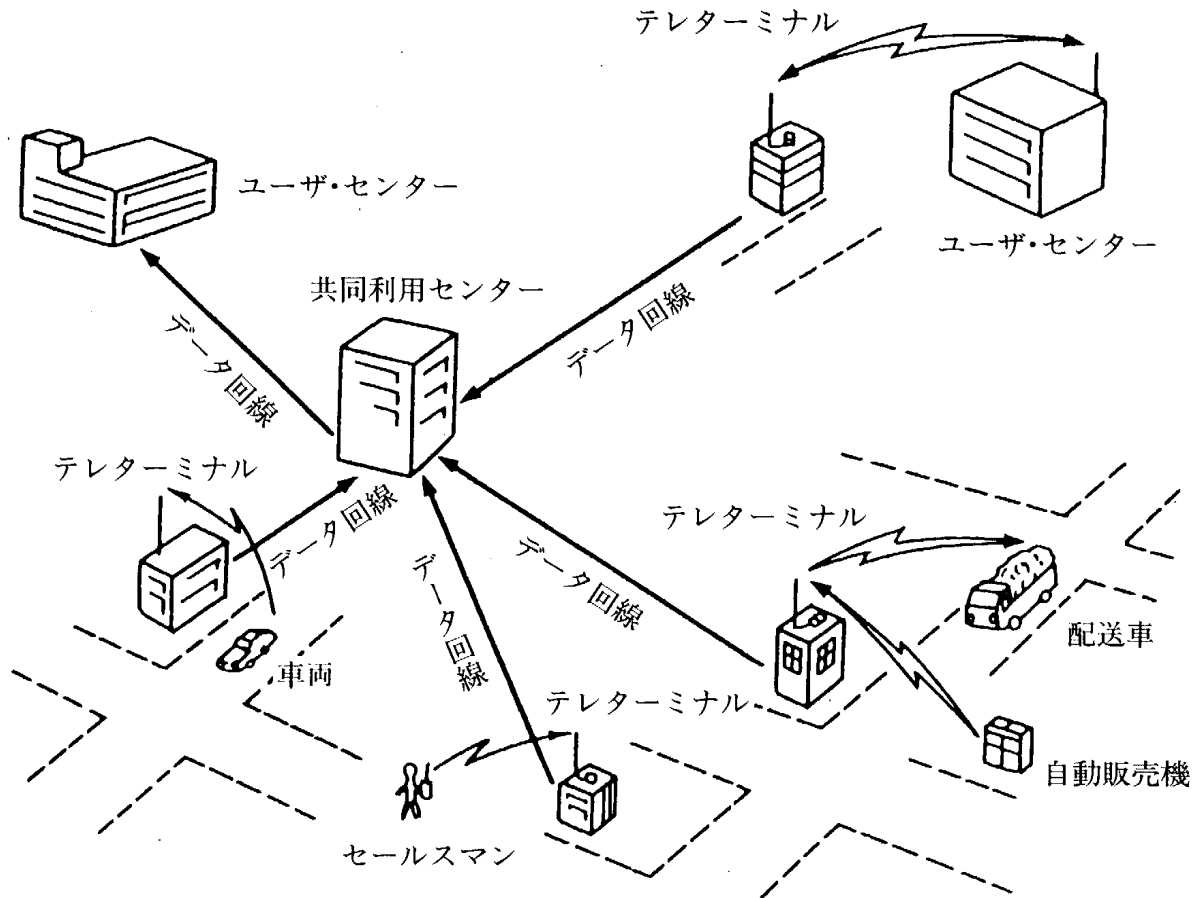 テレターミナル
ユーザ・センター
ユーザ・センター
共同利用センター
データ回線
データ回線
テレターミナル
データ回線
データ回線
データ回線
テレターミナル
配送車
車両
テレターミナル
自動販売機
セールスマン